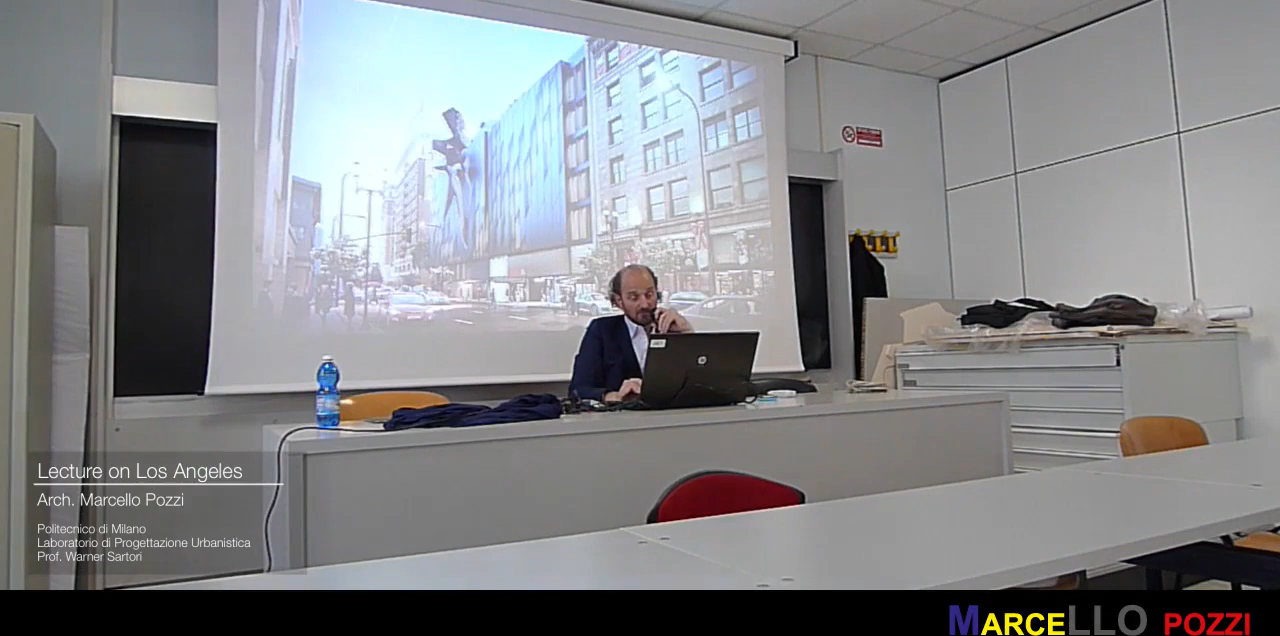 Lecture on Los Angeles
Arch. Marcello Pozzi
Politecnico di Milano
Laboratorio di Progettazione Urbanistica
Prof. Warner Sartori
MARCELLO POZZI